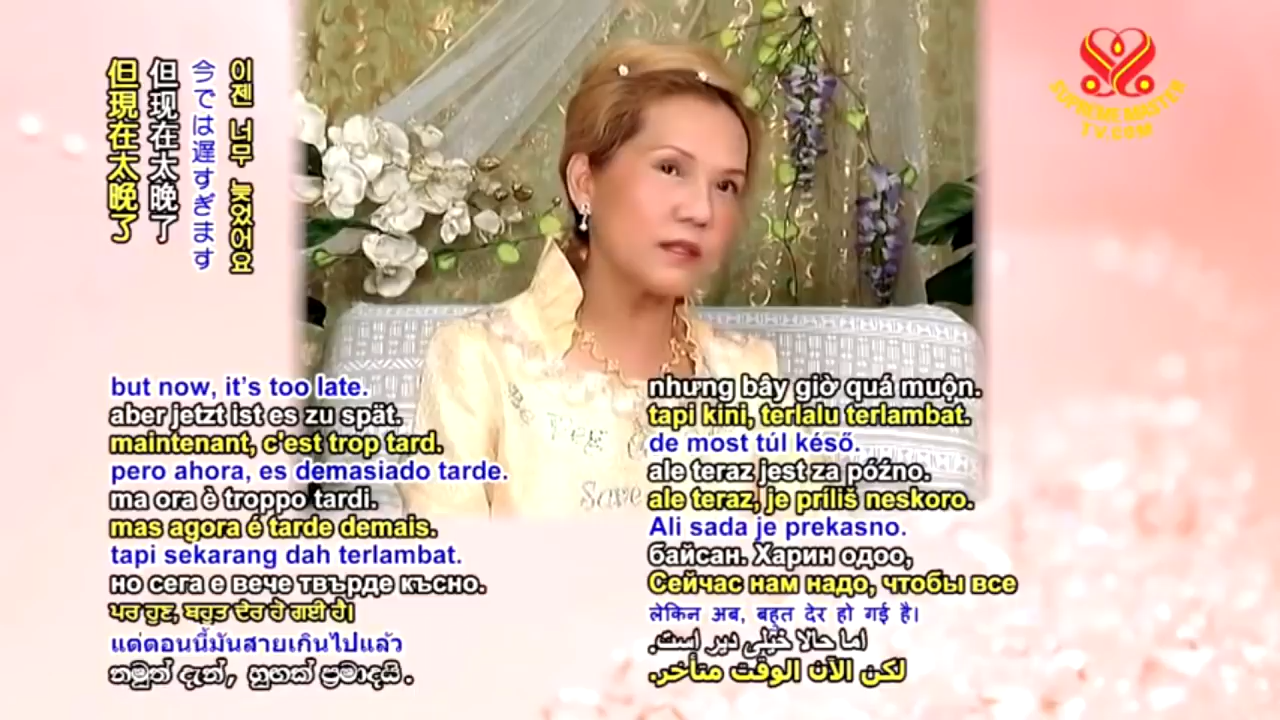 但現在太晚了
但现在太晚了
今では遅すぎます
이젠 너무 늦었어요
SUPREME MASTER
TV.COM
but now, it's too late.
aber jetzt ist es zu spät.
maintenant, c'est trop tard.
pero ahora, es demasiado tarde.
ma ora è troppo tardi.
mas agora é tarde demais.
tapi sekarang dah terlambat.
но сега е вече твърде късно.
ਪਰ ਹੁਣ, ਬਹੁਤ ਦੇਰ ਹੋ ਗਈ ਹੈ।
แต่ตอนนี้มันสายเกินไปแล้ว
නමුත් දැන්, හුඟක් ප්‍රමාදයි.
nhưng bây giờ quá muộn.
tapi kini, terlalu terlambat.
de most túl késő.
ale teraz jest za późno.
ale teraz, je príliš neskoro.
Ali sada je prekasno.
байсан. Харин одоо,
Сейчас нам надо, чтобы все
लेकिन अब, बहुत देर हो गई है।
اما حالا خیلی دیر است.
لكن الآن الوقت متأخر.
Be Veg
Save